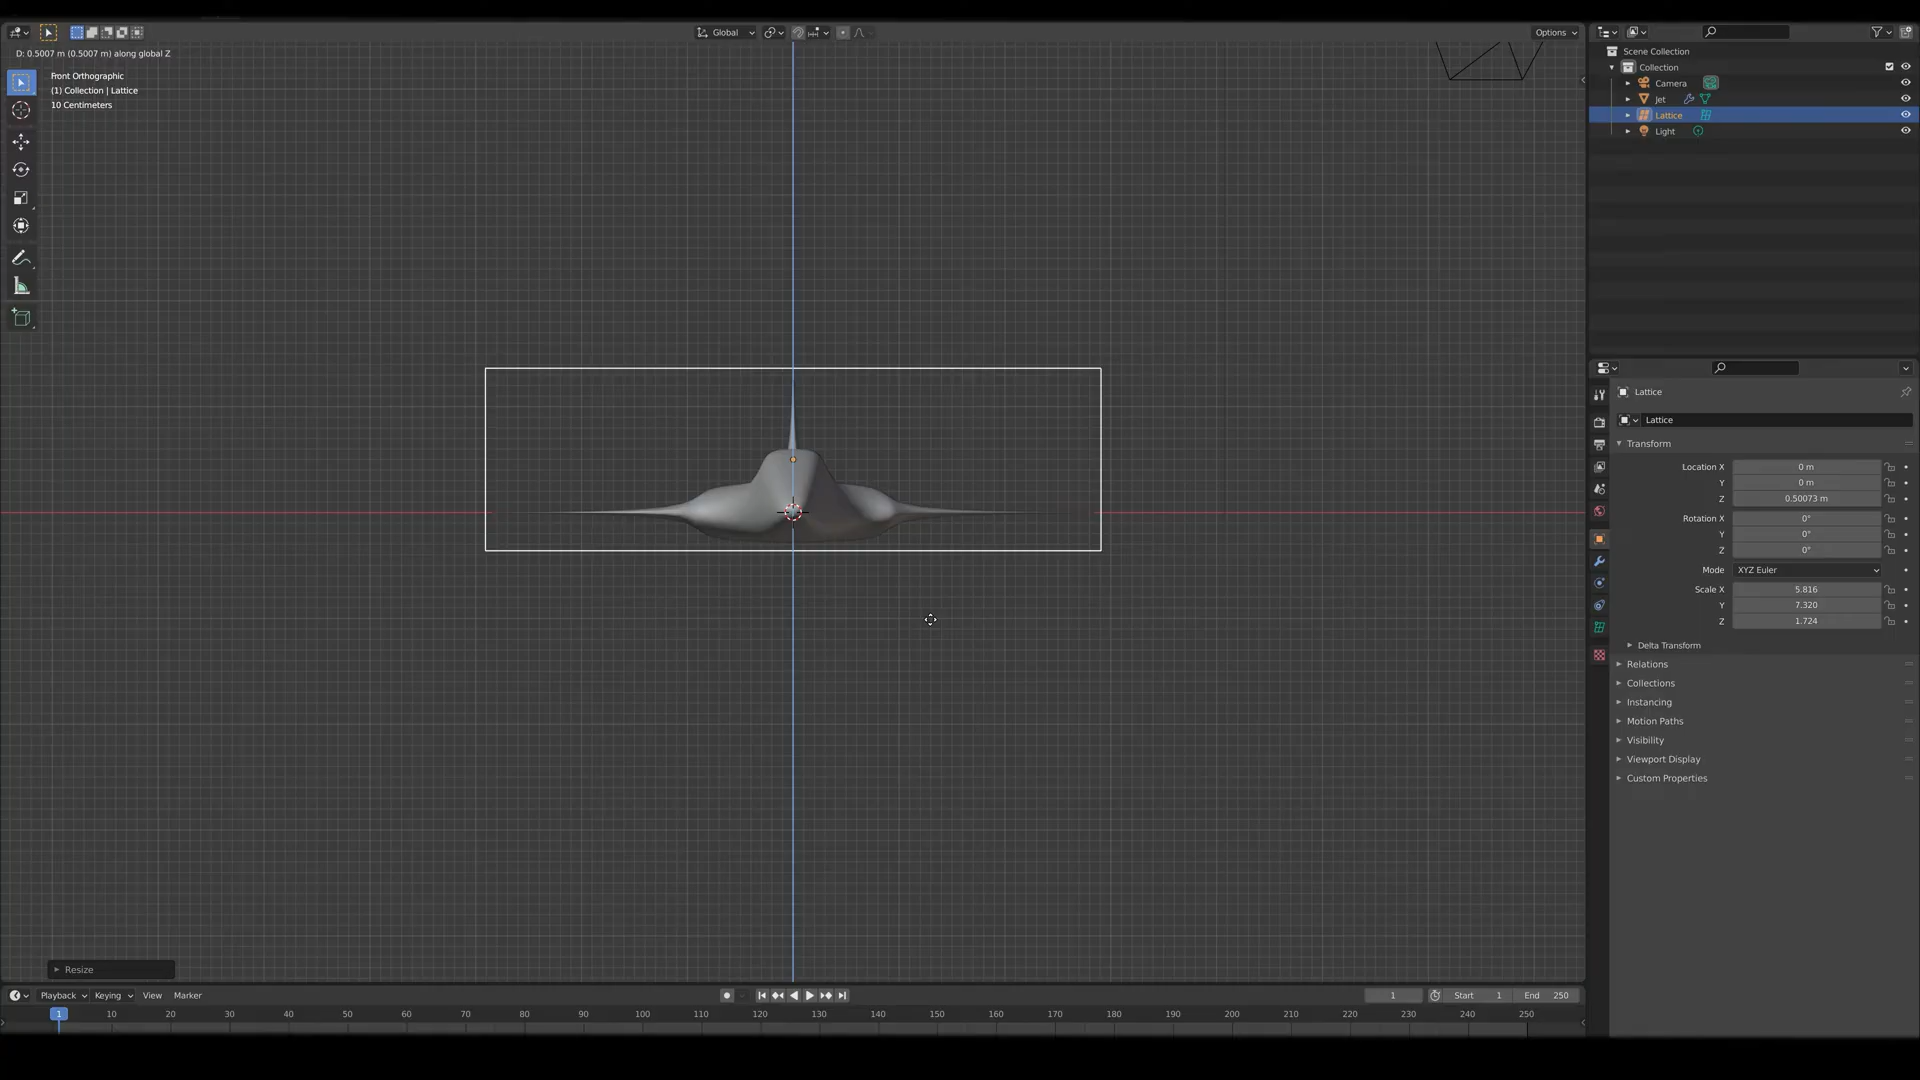 Global
Options
D: 0.5007 m (0.5007 m) along global Z
Front Orthographic
(1) Collection | Lattice
10 Centimeters
Resize
Playback
Keying
View
Marker
1
Start 1
End 250
1
10
20
30
40
50
60
70
80
90
100
110
120
130
140
150
160
170
180
190
200
210
220
230
240
250
Scene Collection
Collection
Camera
Jet
Lattice
Light
Lattice
Lattice
Transform
Location X 0 m
Y 0 m
Z 0.50073 m
Rotation X 0°
Y 0°
Z 0°
Mode XYZ Euler
Scale X 5.816
Y 7.320
Z 1.724
Delta Transform
Relations
Collections
Instancing
Motion Paths
Visibility
Viewport Display
Custom Properties